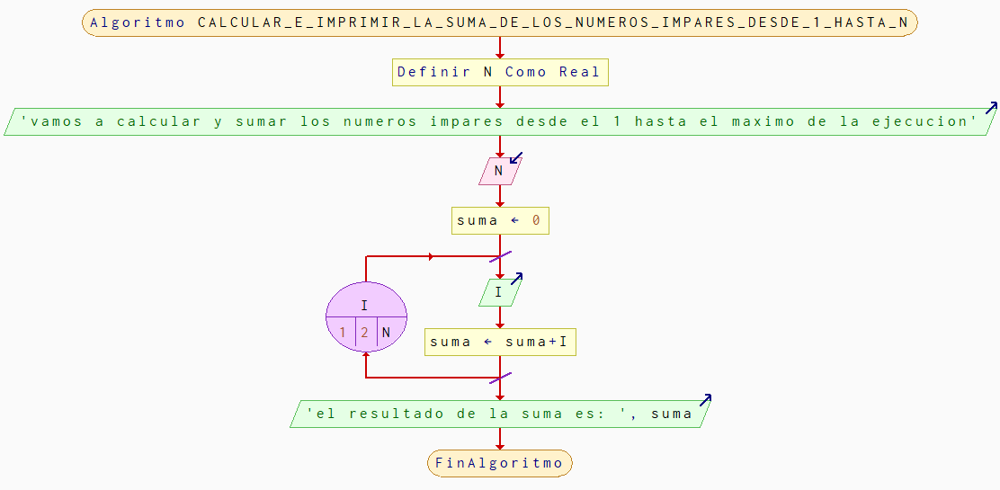 Algoritmo CALCULAR_E_IMPRIMIR_LA_SUMA_DE_LOS_NUMEROS_IMPARES_DESDE_1_HASTA_N
Definir N Como Real
'vamos a calcular y sumar los numeros impares desde el 1 hasta el maximo de la ejecucion'
N
suma ← 0
I
I
1 2 N
suma ← suma+I
'el resultado de la suma es: ', suma
FinAlgoritmo